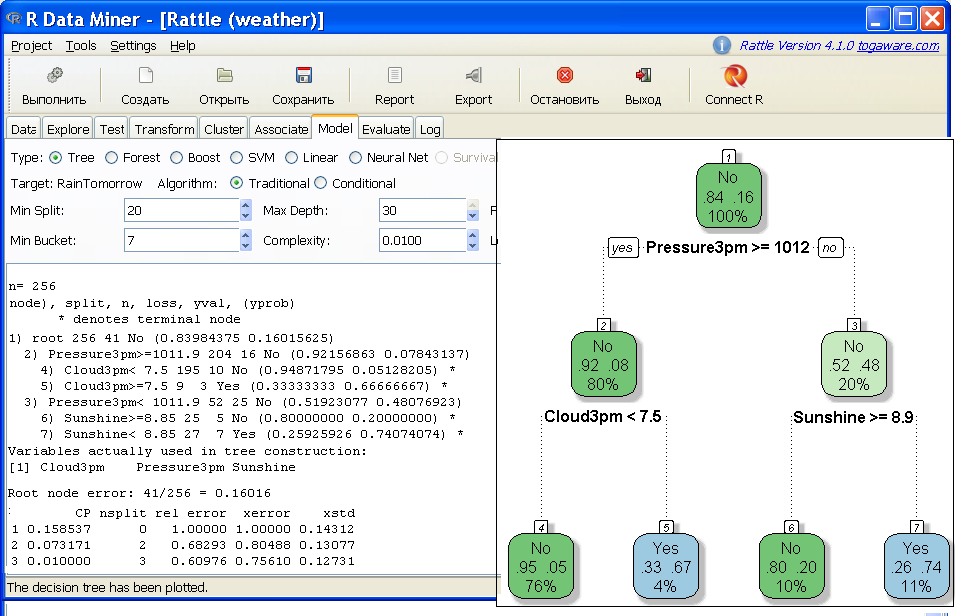 R Data Miner - [Rattle (weather)]
Project Tools Settings Help
Rattle Version 4.1.0 togaware.com
Выполнить Создать Открыть Сохранить Report Export Остановить Выход Connect R
Data Explore Test Transform Cluster Associate Model Evaluate Log
Type: Tree Forest Boost SVM Linear Neural Net Survival
Target: RainTomorrow Algorithm: Traditional Conditional
Min Split: 20 Max Depth: 30
Min Bucket: 7 Complexity: 0.0100
n= 256
node), split, n, loss, yval, (yprob)
* denotes terminal node
1) root 256 41 No (0.83984375 0.16015625)
2) Pressure3pm>=1011.9 204 16 No (0.92156863 0.07843137)
4) Cloud3pm< 7.5 195 10 No (0.94871795 0.05128205) *
5) Cloud3pm>=7.5 9 3 Yes (0.33333333 0.66666667) *
3) Pressure3pm< 1011.9 52 25 No (0.51923077 0.48076923)
6) Sunshine>=8.85 25 5 No (0.80000000 0.20000000) *
7) Sunshine< 8.85 27 7 Yes (0.25925926 0.74074074) *
Variables actually used in tree construction:
[1] Cloud3pm Pressure3pm Sunshine
Root node error: 41/256 = 0.16016
CP nsplit rel error xerror xstd
1 0.158537 0 1.00000 1.00000 0.14312
2 0.073171 2 0.68293 0.80488 0.13077
3 0.010000 3 0.60976 0.75610 0.12731
The decision tree has been plotted.
1
No
.84 .16
100%
yes Pressure3pm >= 1012 no
2
No
.92 .08
80%
3
No
.52 .48
20%
Cloud3pm < 7.5
Sunshine >= 8.9
4
No
.95 .05
76%
5
Yes
.33 .67
4%
6
No
.80 .20
10%
7
Yes
.26 .74
11%